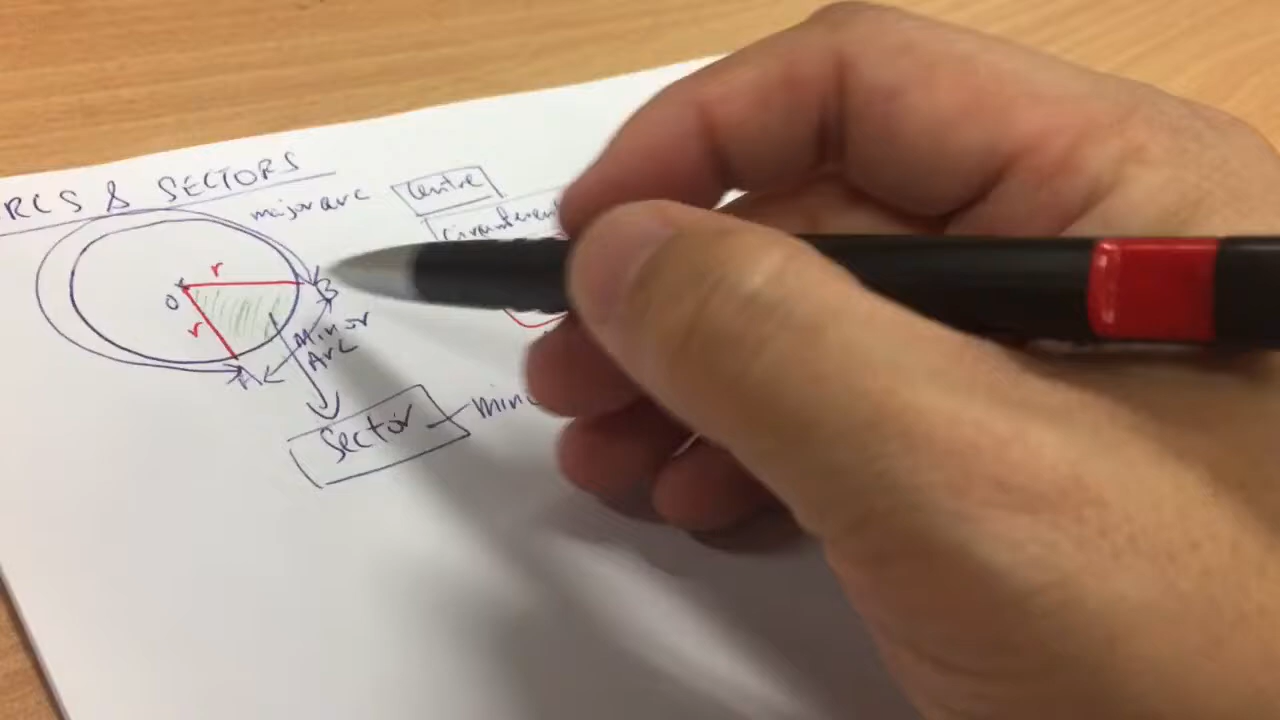 RCS & SECTORS
major arc
Centre
r
O
B
r
Minor
Arc
A
Sector